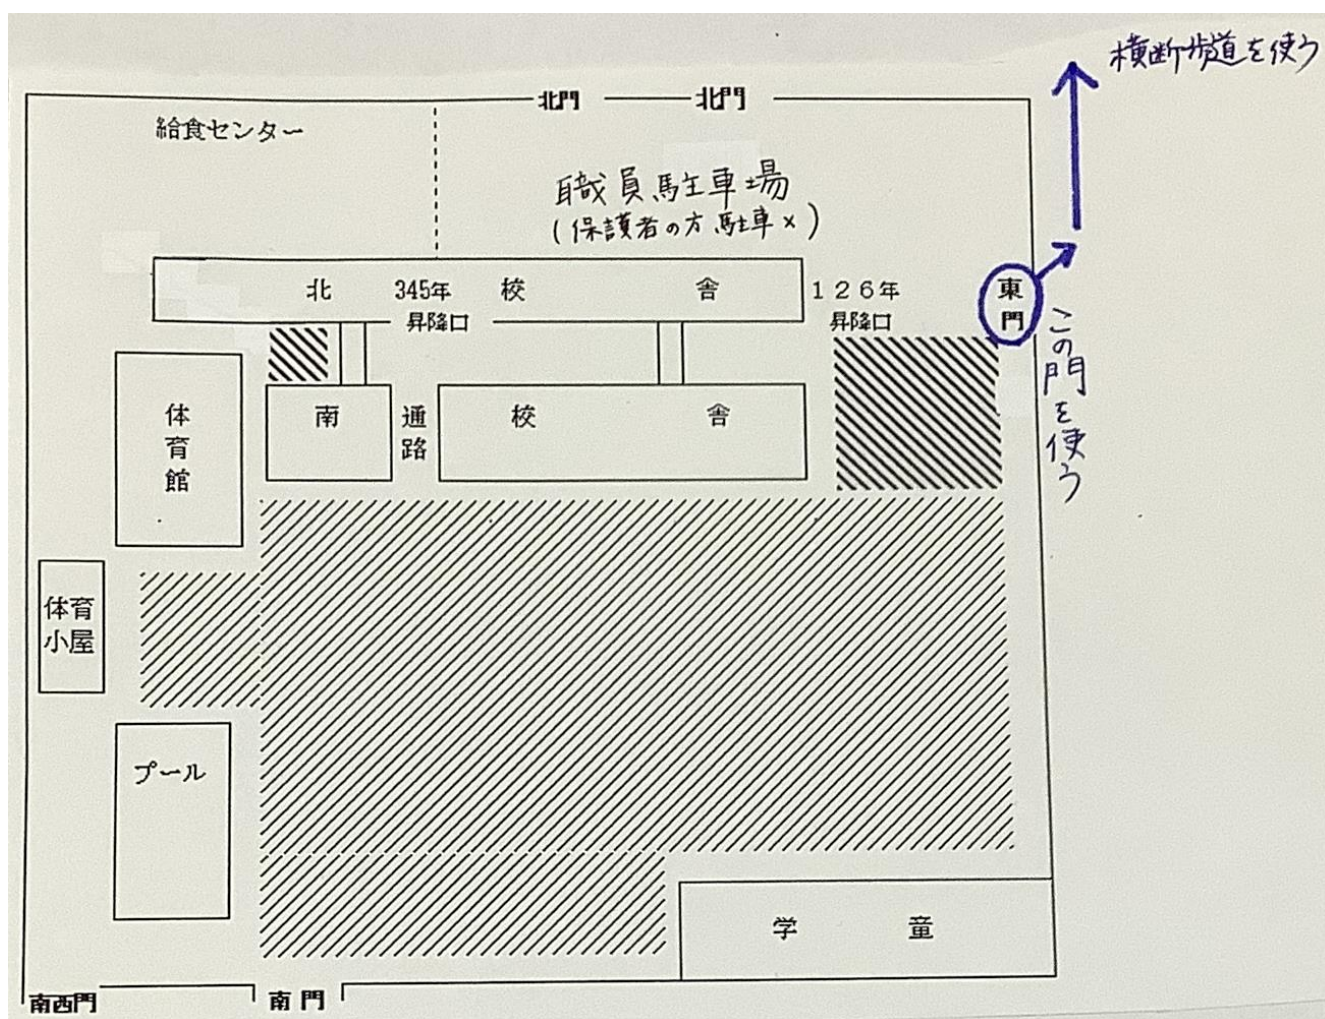 横断歩道を使う
北門 北門
給食センター
職員駐車場
(保護者の方 駐車×)
北 345年 校 舎 126年 東
昇降口 昇降口 門
この門を使う
体育館
南 通路 校 舎
体育
小屋
プール
学 童
南西門 南門